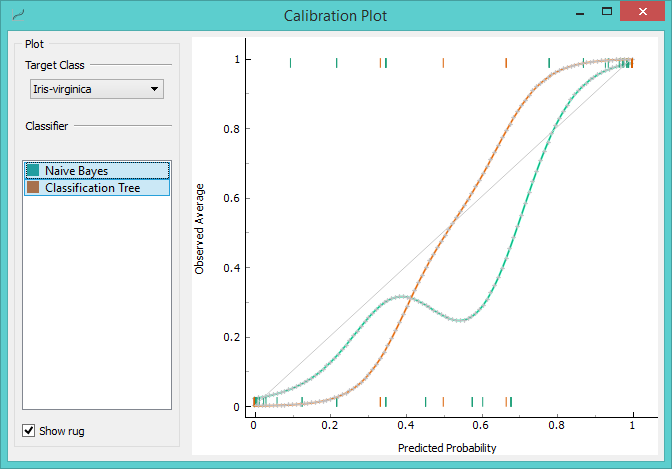 Calibration Plot
Plot
Target Class
Iris-virginica
Classifier
Naive Bayes
Classification Tree
Show rug
Observed Average
1
0.8
0.6
0.4
0.2
0
0 0.2 0.4 0.6 0.8 1
Predicted Probability